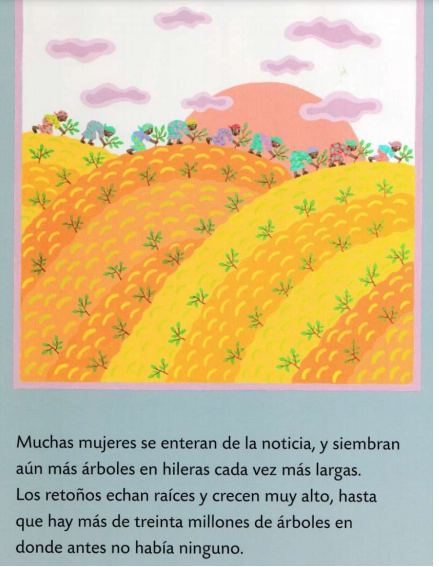 Muchas mujeres se enteran de la noticia, y siembran
aún más árboles en hileras cada vez más largas.
Los retoños echan raíces y crecen muy alto, hasta
que hay más de treinta millones de árboles en
donde antes no había ninguno.